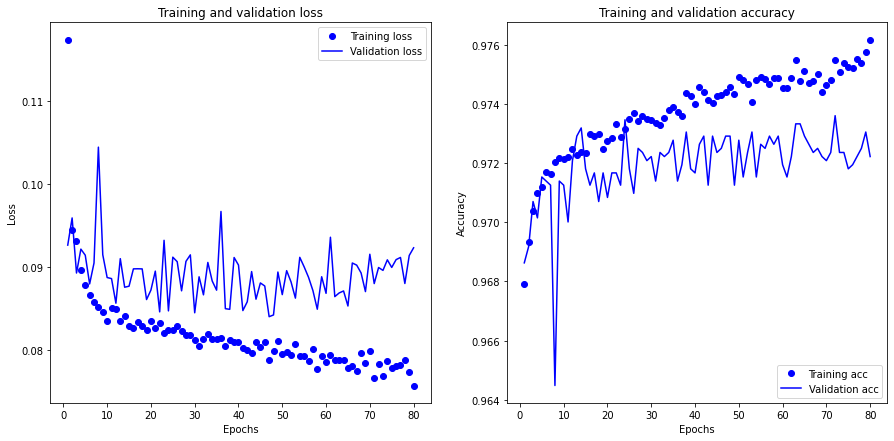 Training and validation loss
Training loss
Validation loss
0.11
0.10
0.09
0.08
Loss
0 10 20 30 40 50 60 70 80
Epochs
Training and validation accuracy
0.976
0.974
0.972
0.970
0.968
0.966
0.964
Accuracy
Training acc
Validation acc
0 10 20 30 40 50 60 70 80
Epochs